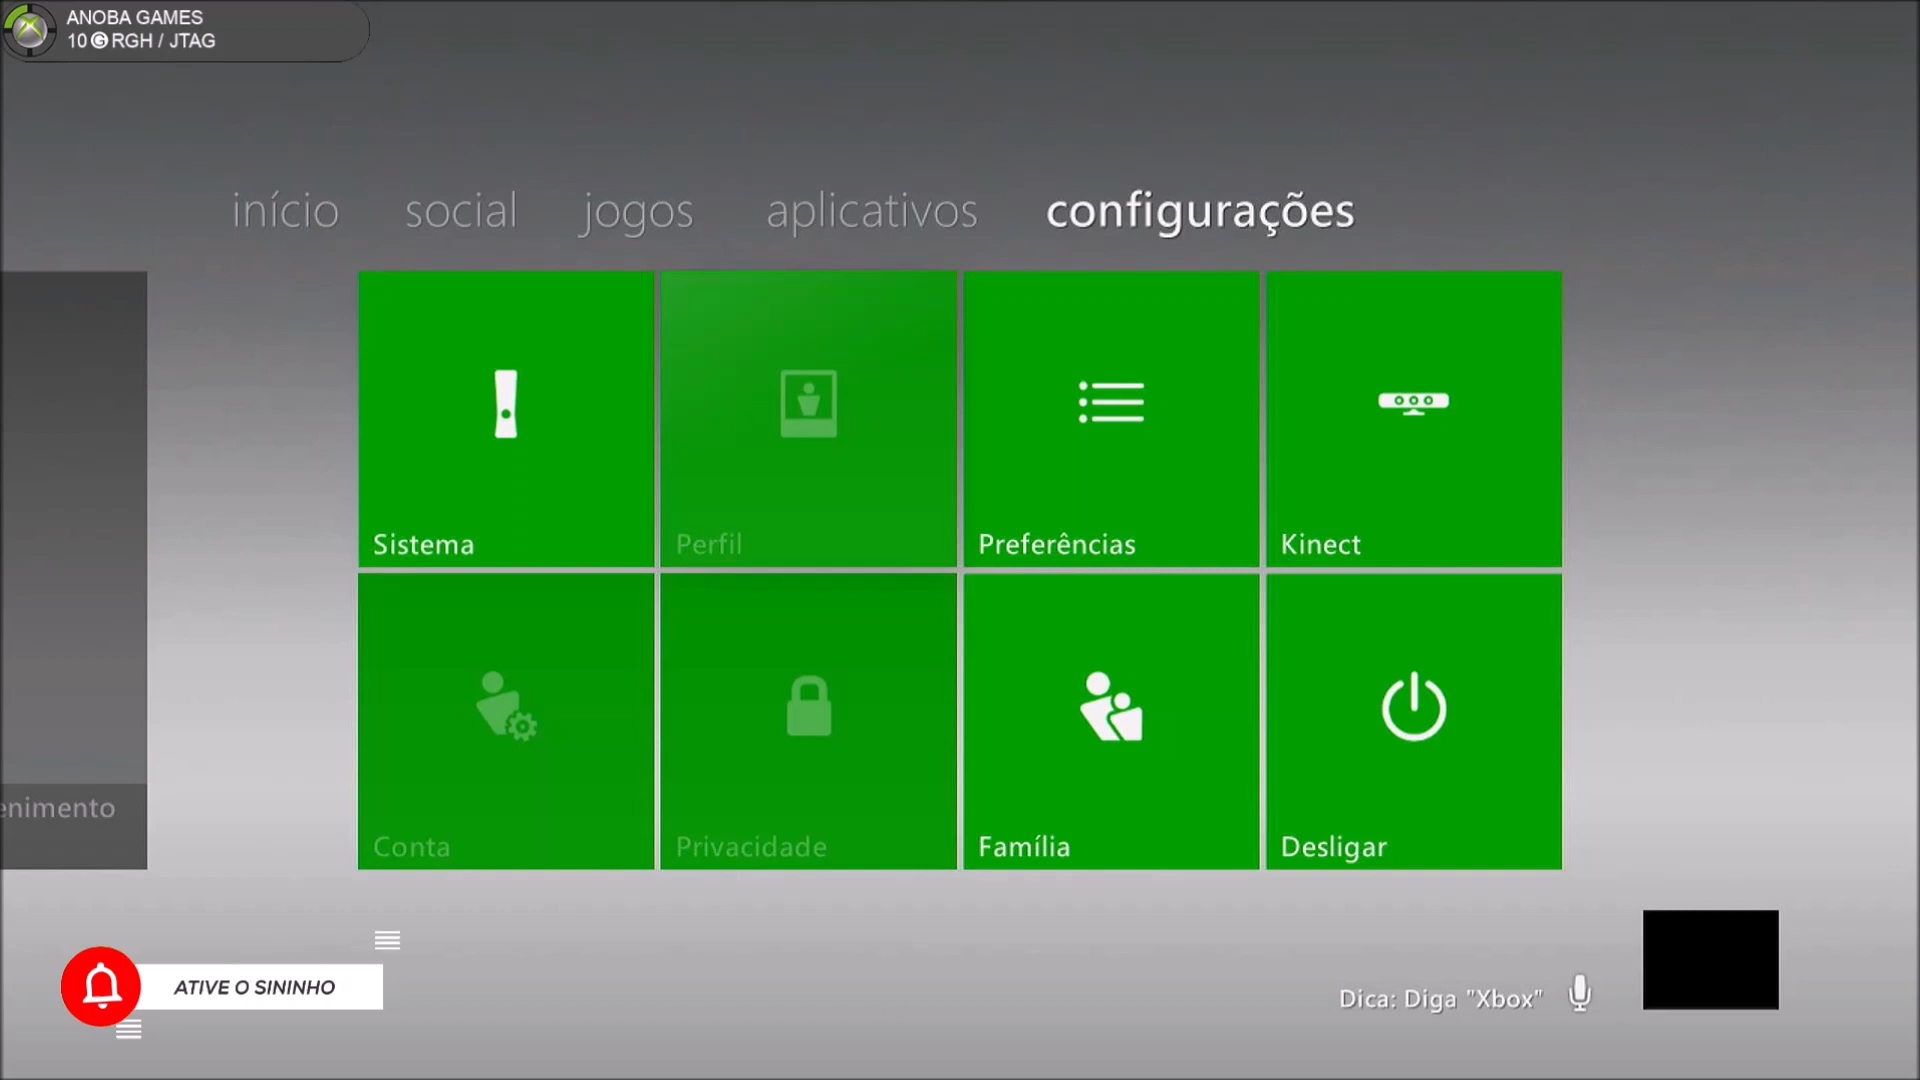 ANOBA GAMES
10 G RGH / JTAG
início social jogos aplicativos configurações
Sistema
Perfil
Preferências
Kinect
enimento
Conta
Privacidade
Família
Desligar
ATIVE O SININHO
Dica: Diga "Xbox"